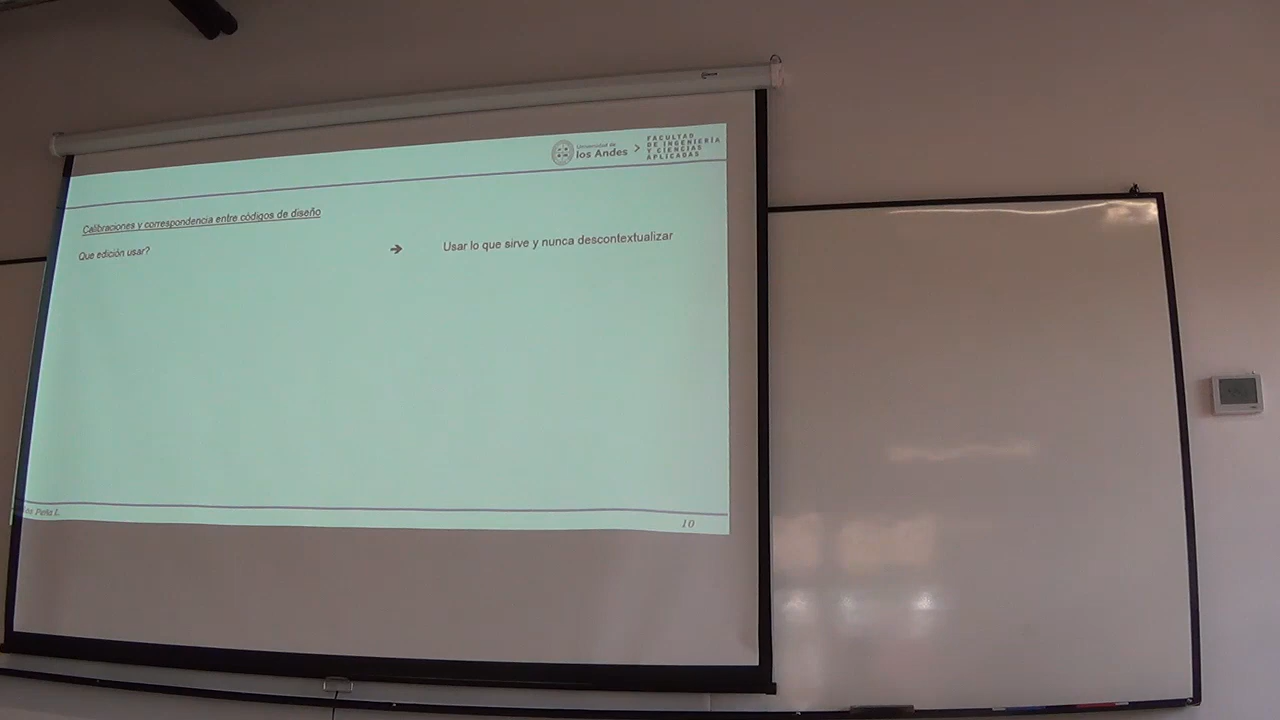 Universidad de
los Andes
FACULTAD
DE INGENIERÍA
Y CIENCIAS
APLICADAS
Calibraciones y correspondencia entre códigos de diseño
Que edición usar? ➔ Usar lo que sirve y nunca descontextualizar
Peña L.
10